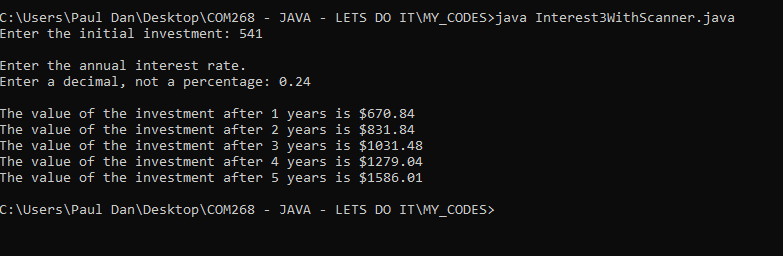 C:\Users\Paul Dan\Desktop\COM268 - JAVA - LETS DO IT\MY_CODES>java Interest3WithScanner.java
Enter the initial investment: 541
Enter the annual interest rate.
Enter a decimal, not a percentage: 0.24
The value of the investment after 1 years is $670.84
The value of the investment after 2 years is $831.84
The value of the investment after 3 years is $1031.48
The value of the investment after 4 years is $1279.04
The value of the investment after 5 years is $1586.01
C:\Users\Paul Dan\Desktop\COM268 - JAVA - LETS DO IT\MY_CODES>